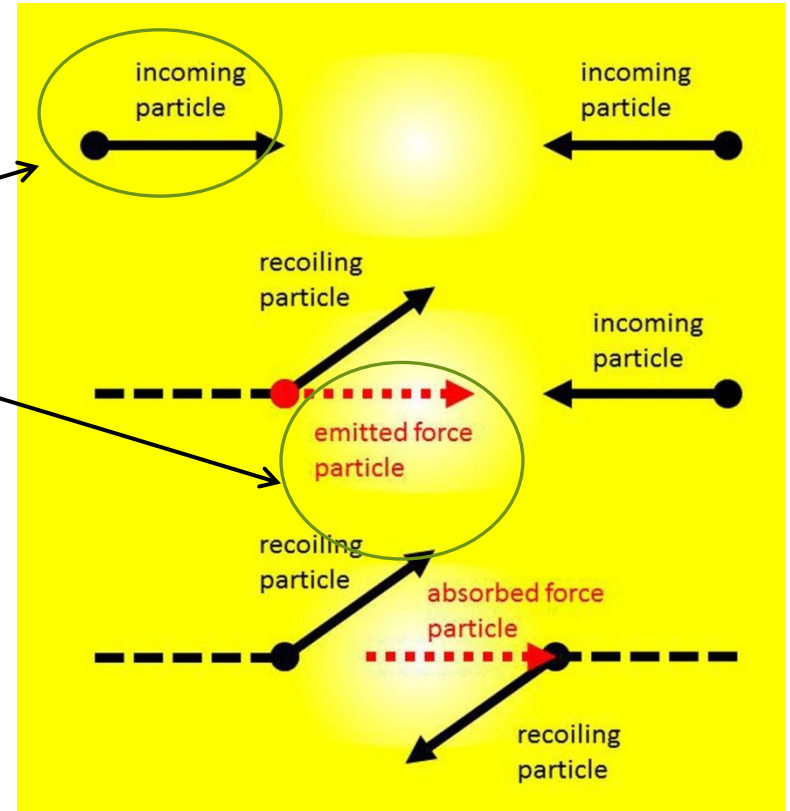 incoming
particle
incoming
particle
recoiling
particle
incoming
particle
emitted force
particle
recoiling
particle
absorbed force
particle
recoiling
particle